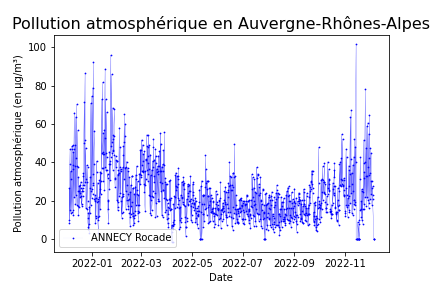 Pollution atmosphérique en Auvergne-Rhônes-Alpes
Pollution atmosphérique (en µg/m³)
100
80
60
40
20
0
ANNECY Rocade
2022-01 2022-03 2022-05 2022-07 2022-09 2022-11
Date